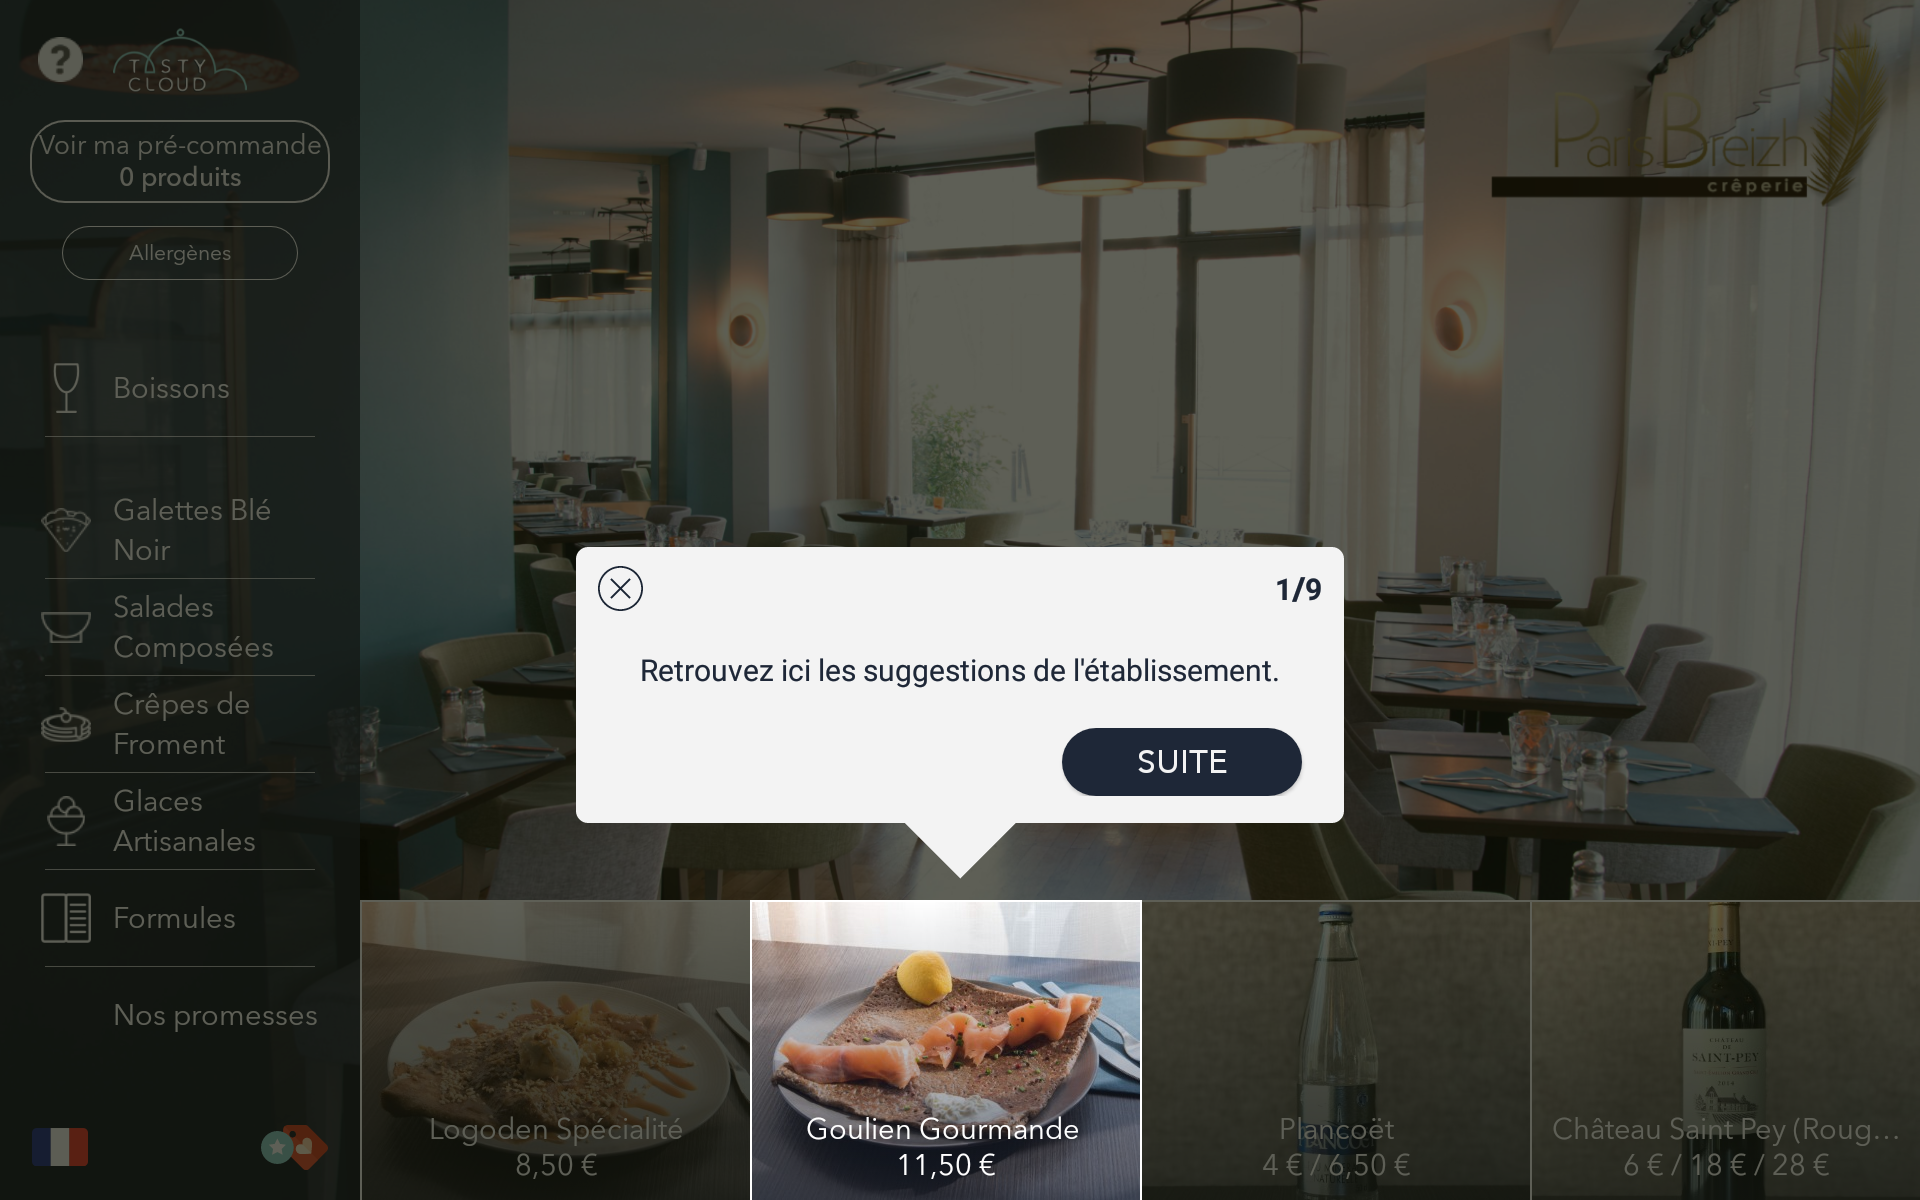 ?
TASTY
CLOUD
Voir ma pré-commande
0 produits
Allergènes
Boissons
Galettes Blé
Noir
Salades
Composées
Crêpes de
Froment
Glaces
Artisanales
Formules
Nos promesses
Paris Breizh
crêperie
1/9
Retrouvez ici les suggestions de l'établissement.
SUITE
Logoden Spécialité
8,50 €
Goulien Gourmande
11,50 €
Plancoët
4 € / 6,50 €
SAINT-PEY
Château Saint Pey (Roug...
6 € / 18 € / 28 €